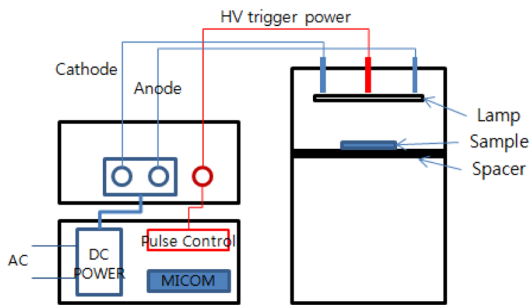 HV trigger power
Cathode
Anode
Lamp
Sample
Spacer
AC
DC
POWER
Pulse Control
MICOM